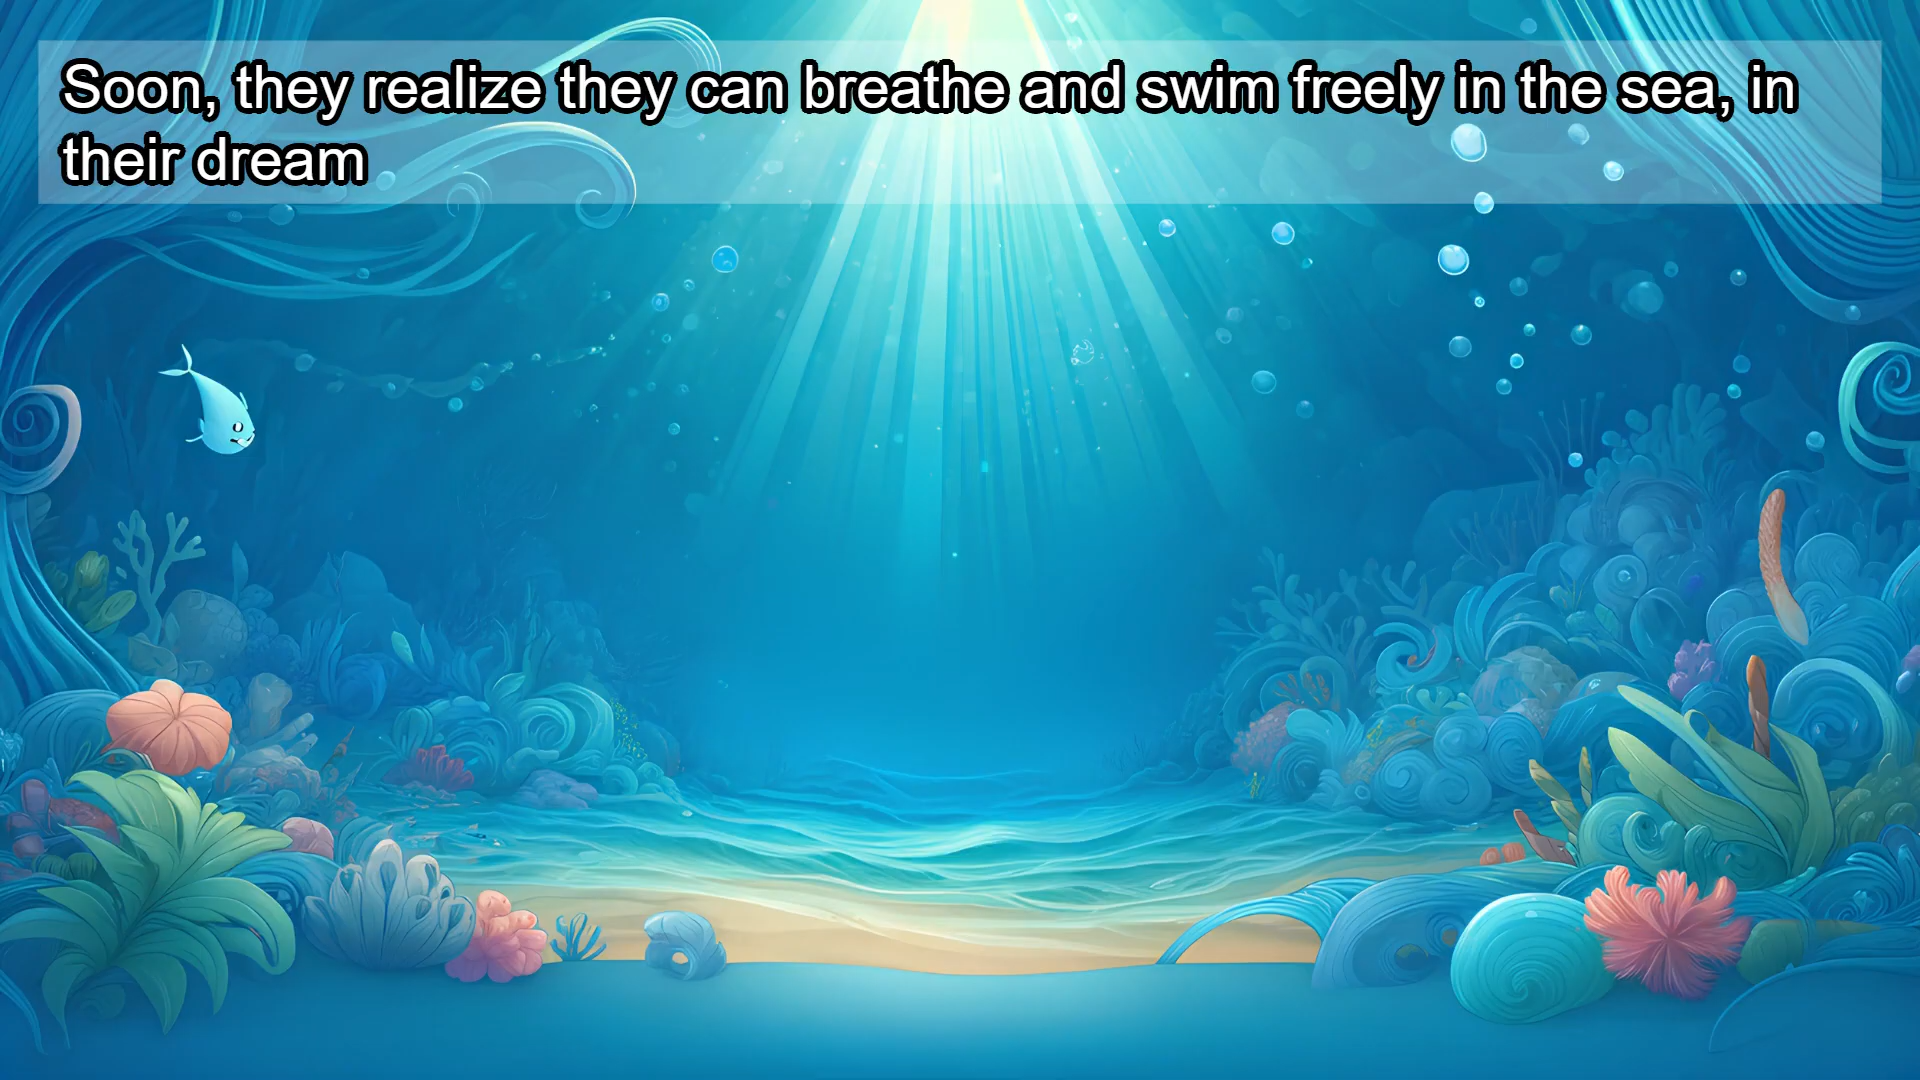 Soon, they realize they can breathe and swim freely in the sea, in
their dream